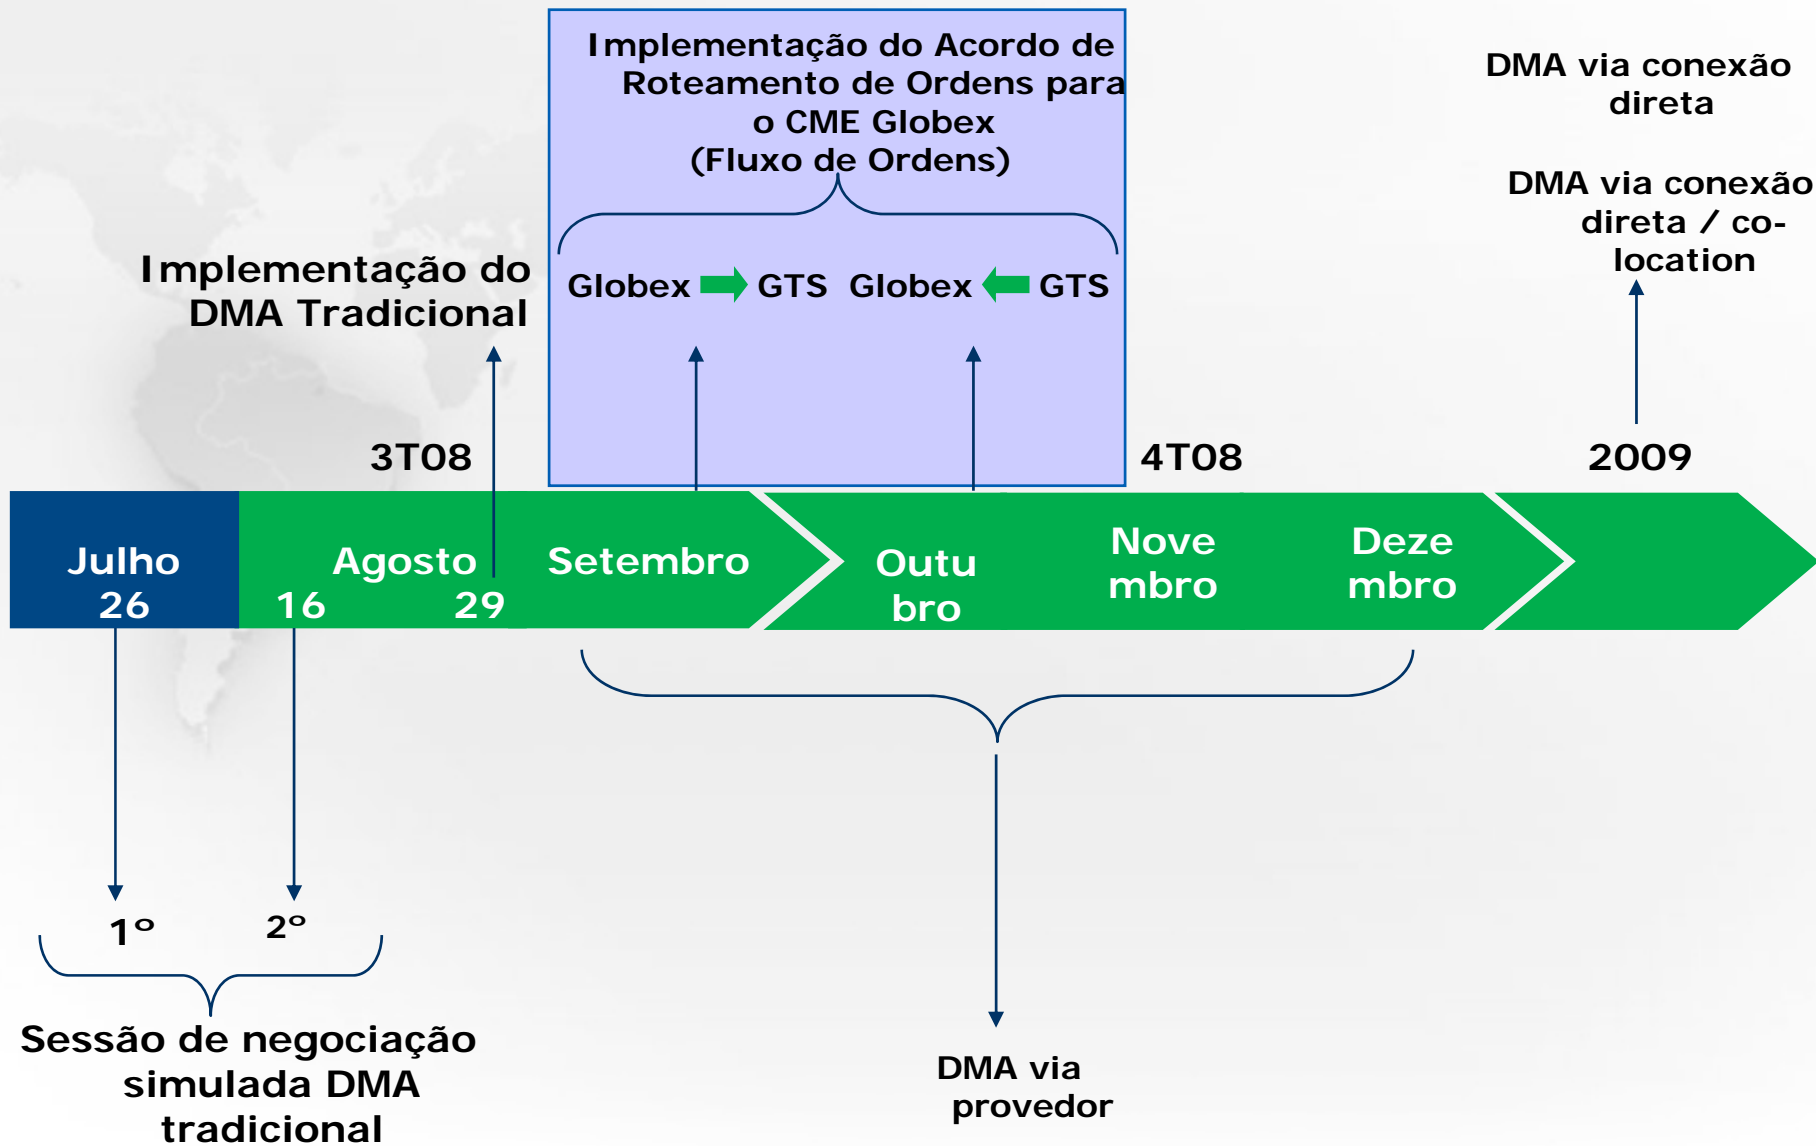 Implementação do Acordo de
Roteamento de Ordens para
o CME Globex
(Fluxo de Ordens)
DMA via conexão
direta
DMA via conexão
direta / co-
location
Implementação do
DMA Tradicional
Globex GTS Globex GTS
3T08 4T08 2009
Julho
26
Agosto
16 29
Setembro
Outu
bro
Nove
mbro
Deze
mbro
1º 2º
Sessão de negociação
simulada DMA
tradicional
DMA via
provedor